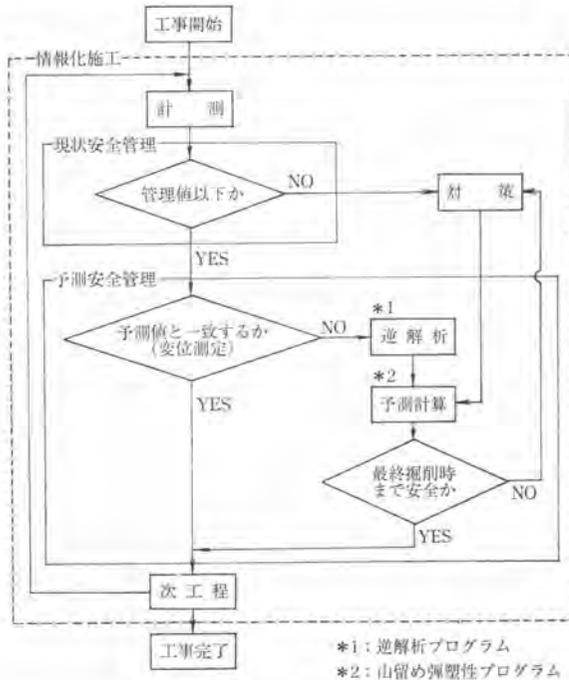 工事開始
情報化施工
計 測
現状安全管理
管理値以下か
NO
対 策
YES
予測安全管理
予測値と一致するか
(変位測定)
NO
*1
逆 解 析
*2
予測計算
YES
最終掘削時
まで安全か
NO
YES
次 工 程
工事完了
*1:逆解析プログラム
*2:山留め弾塑性プログラム